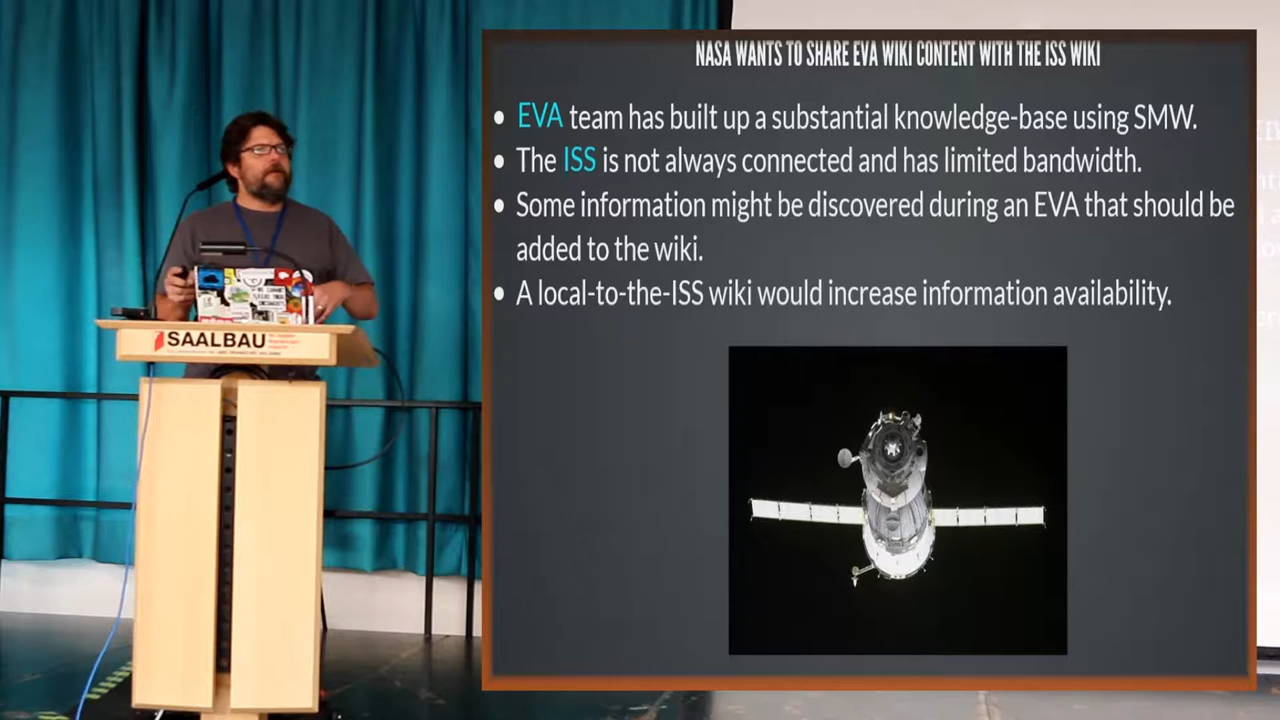 NASA WANTS TO SHARE EVA WIKI CONTENT WITH THE ISS WIKI
• EVA team has built up a substantial knowledge-base using SMW.
• The ISS is not always connected and has limited bandwidth.
• Some information might be discovered during an EVA that should be
added to the wiki.
• A local-to-the-ISS wiki would increase information availability.
SAALBAU